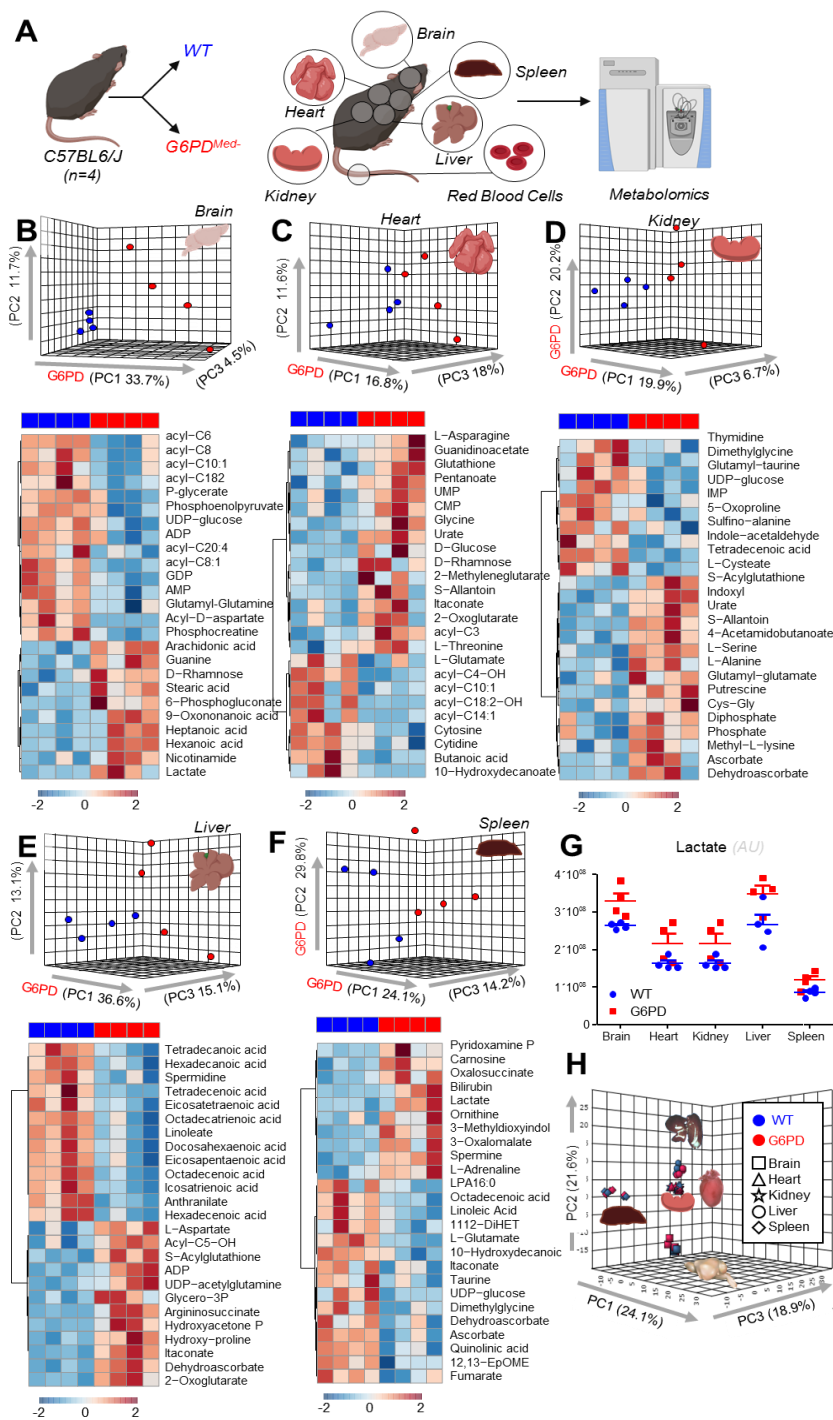 A
WT
G6PD^Med-
C57BL6/J
(n=4)
Brain
Spleen
Heart
Liver
Kidney
Red Blood Cells
Metabolomics
B
Brain
(PC2 11.7%)
G6PD (PC1 33.7%)
(PC3 4.5%)
C
Heart
(PC2 11.6%)
G6PD (PC1 16.8%)
(PC3 18%)
D
Kidney
G6PD (PC2 20.2%)
G6PD (PC1 19.9%)
(PC3 6.7%)
acyl-C6
acyl-C8
acyl-C10:1
acyl-C182
P-glycerate
Phosphoenolpyruvate
UDP-glucose
ADP
acyl-C20:4
acyl-C8:1
GDP
AMP
Glutamyl-Glutamine
Acyl-D-aspartate
Phosphocreatine
Arachidonic acid
Guanine
D-Rhamnose
Stearic acid
6-Phosphogluconate
9-Oxononanoic acid
Heptanoic acid
Hexanoic acid
Nicotinamide
Lactate
-2 0 2
L-Asparagine
Guanidinoacetate
Glutathione
Pentanoate
UMP
CMP
Glycine
Urate
D-Glucose
D-Rhamnose
2-Methyleneglutarate
S-Allantoin
Itaconate
2-Oxoglutarate
acyl-C3
L-Threonine
L-Glutamate
acyl-C4-OH
acyl-C10:1
acyl-C18:2-OH
acyl-C14:1
Cytosine
Cytidine
Butanoic acid
10-Hydroxydecanoate
-2 0 2
Thymidine
Dimethylglycine
Glutamyl-taurine
UDP-glucose
IMP
5-Oxoproline
Sulfino-alanine
Indole-acetaldehyde
Tetradecenoic acid
L-Cysteate
S-Acylglutathione
Indoxyl
Urate
S-Allantoin
4-Acetamidobutanoate
L-Serine
L-Alanine
Glutamyl-glutamate
Putrescine
Cys-Gly
Diphosphate
Phosphate
Methyl-L-lysine
Ascorbate
Dehydroascorbate
-2 0 2
E
Liver
(PC2 13.1%)
G6PD (PC1 36.6%)
(PC3 15.1%)
F
Spleen
G6PD (PC2 29.8%)
G6PD (PC1 24.1%)
(PC3 14.2%)
G
Lactate (AU)
4*10^08
3*10^08
2*10^08
1*10^08
0
WT
G6PD
Brain Heart Kidney Liver Spleen
Tetradecanoic acid
Hexadecanoic acid
Spermidine
Tetradecenoic acid
Eicosatetraenoic acid
Octadecatrienoic acid
Linoleate
Docosahexaenoic acid
Eicosapentaenoic acid
Octadecenoic acid
Icosatrienoic acid
Anthranilate
Hexadecenoic acid
L-Aspartate
Acyl-C5-OH
S-Acylglutathione
ADP
UDP-acetylglutamine
Glycero-3P
Argininosuccinate
Hydroxyacetone P
Hydroxy-proline
Itaconate
Dehydroascorbate
2-Oxoglutarate
-2 0 2
Pyridoxamine P
Carnosine
Oxalosuccinate
Bilirubin
Lactate
Ornithine
3-Methyldioxyindol
3-Oxalomalate
Spermine
L-Adrenaline
LPA16:0
Octadecenoic acid
Linoleic Acid
1112-DiHET
L-Glutamate
10-Hydroxydecanoic
Itaconate
Taurine
UDP-glucose
Dimethylglycine
Dehydroascorbate
Ascorbate
Quinolinic acid
12,13-EpOME
Fumarate
-2 0 2
H
PC2 (21.6%)
PC1 (24.1%)
PC3 (18.9%)
WT
G6PD
Brain
Heart
Kidney
Liver
Spleen